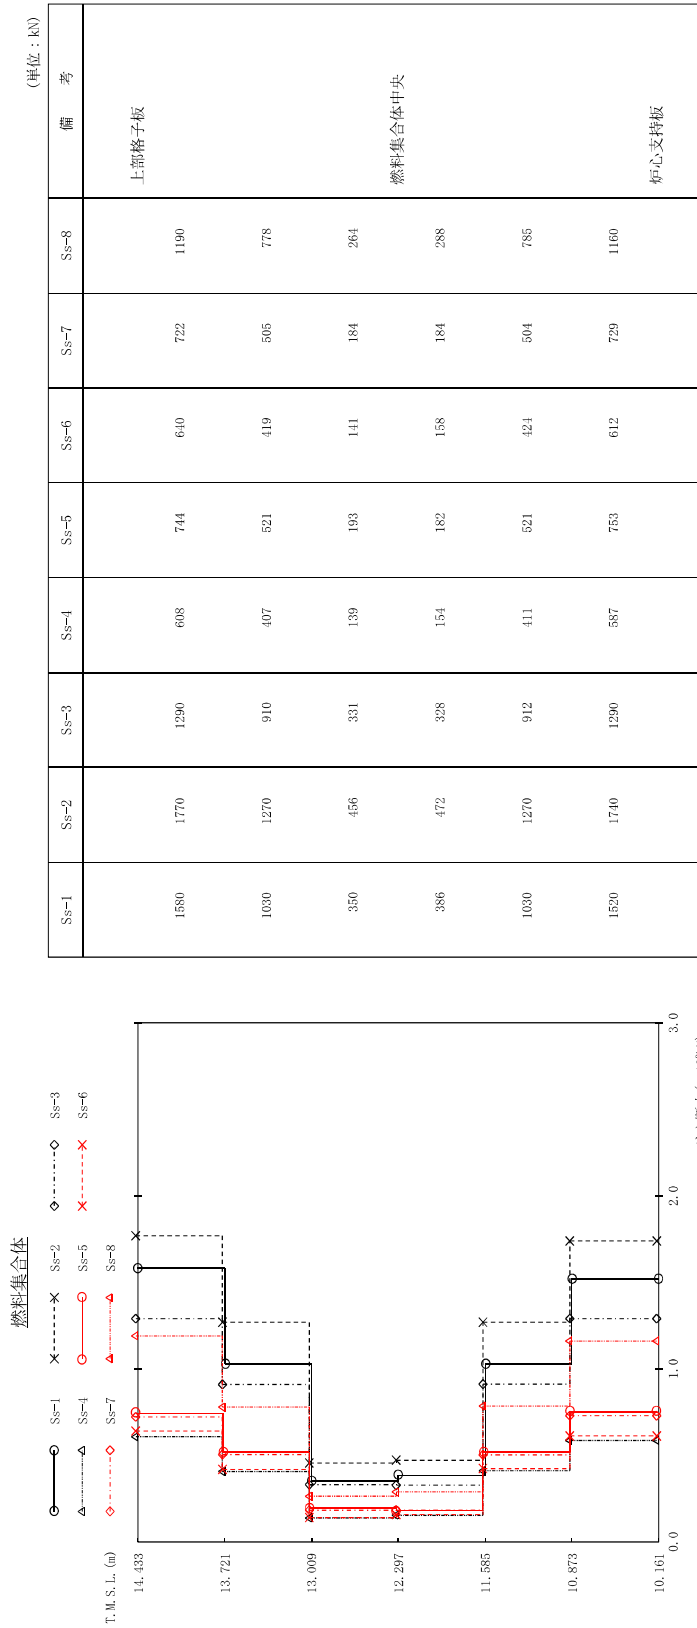 燃料集合体
Ss-1 Ss-2 Ss-3
Ss-4 Ss-5 Ss-6
Ss-7 Ss-8
T.M.S.L.(m)
14.433
13.721
13.009
12.297
11.585
10.873
10.161
0.0 1.0 2.0 3.0
(単位：kN)
Ss-1 Ss-2 Ss-3 Ss-4 Ss-5 Ss-6 Ss-7 Ss-8 備 考
上部格子板
1580 1770 1290 608 744 640 722 1190
1030 1270 910 407 521 419 505 778
350 456 331 139 193 141 184 264
燃料集合体中央
386 472 328 154 182 158 184 288
1030 1270 912 411 521 424 504 785
1520 1740 1290 587 753 612 729 1160
炉心支持板